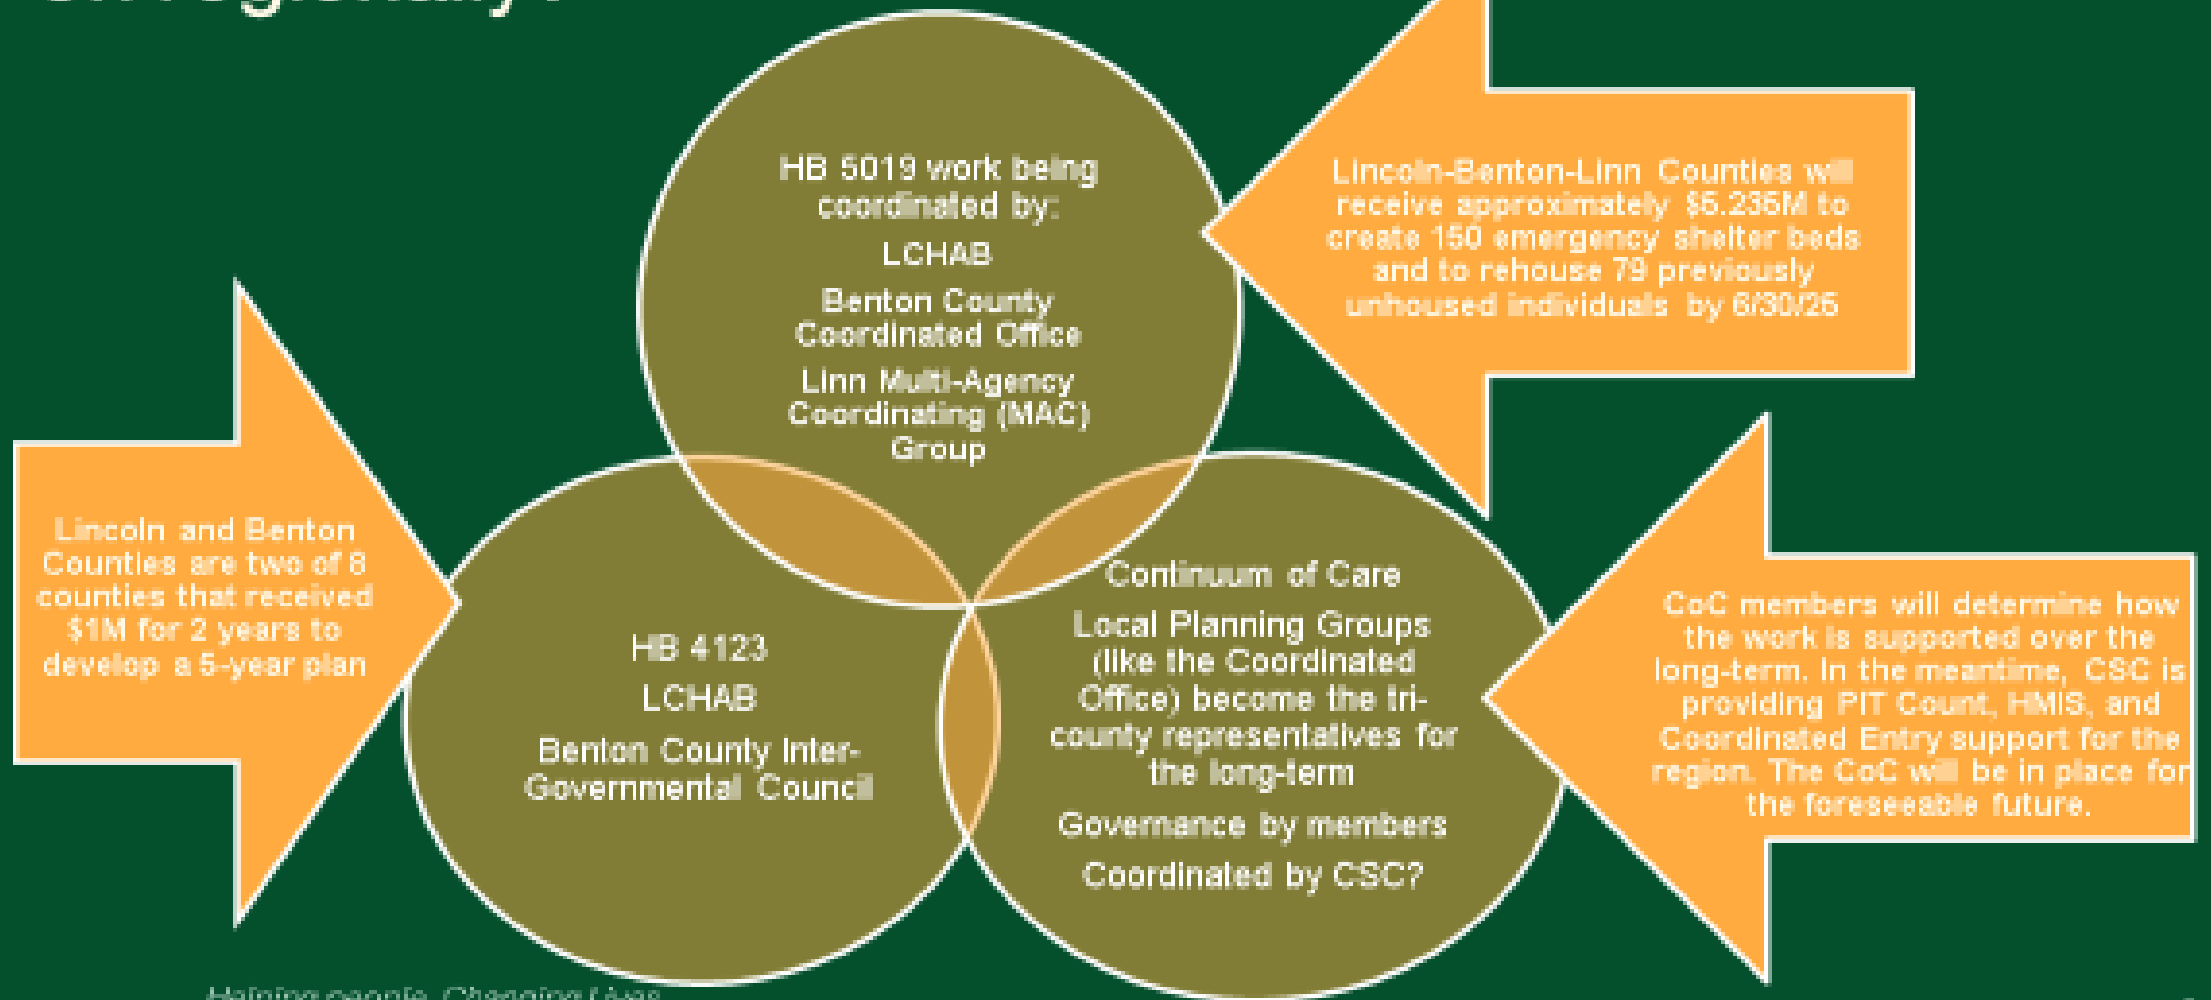 HB 5019 work being
coordinated by:
LCHAB
Benton County
Coordinated Office
Linn Multi-Agency
Coordinating (MAC)
Group
Lincoln-Benton-Linn Counties will
receive approximately to
create 150 emergency shelter beds
and to rehouse 79 previously
unhoused individuals by
Lincoln and Benton
Counties are two of 8
counties that received
$1M for 2 years to
develop a 5-year plan
HB 4123
LCHAB
Benton County Inter-
Governmental Council
Continuum of Care
Local Planning Groups
(like the Coordinated
Office) become the tri-
county representatives for
the long-term
Governance by members
Coordinated by CSC?
CoC members will determine how
the work is supported over the
long-term. In the meantime, CSC is
providing PIT Count, HMIS, and
Coordinated Entry support for the
region. The CoC will be in place for
the foreseeable future.
Helping people. Changing Lives.